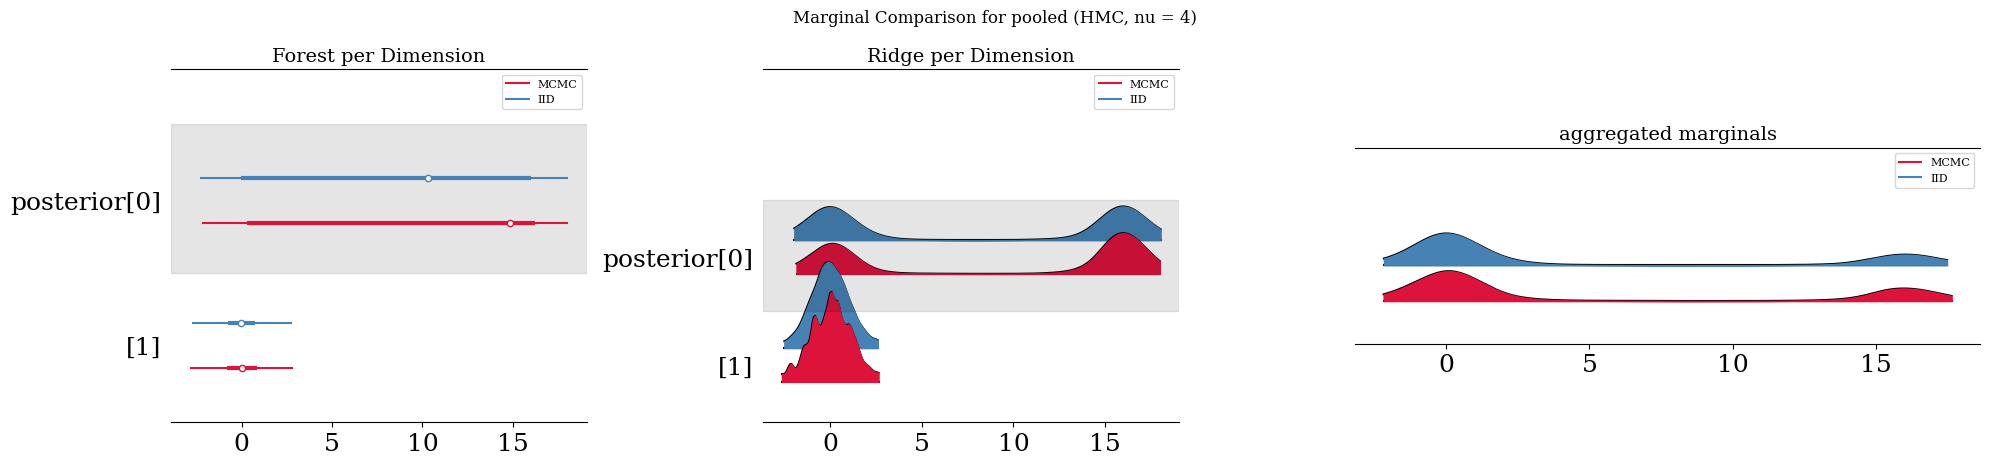 Marginal Comparison for pooled (HMC, nu = 4)
Forest per Dimension
MCMC
IID
posterior[0]
[1]
0 5 10 15
Ridge per Dimension
MCMC
IID
posterior[0]
[1]
0 5 10 15
aggregated marginals
MCMC
IID
0 5 10 15